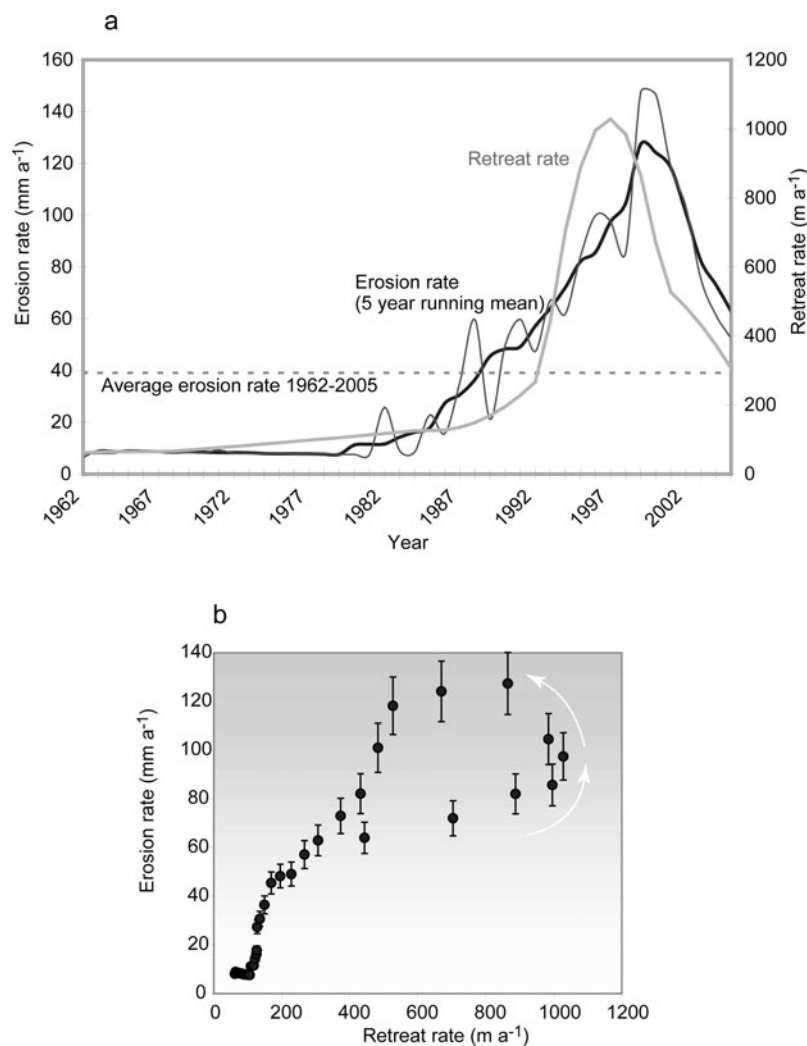 a
160
140
120
100
80
60
40
20
0
Erosion rate (mm a-1)
1200
1000
800
600
400
200
0
Retreat rate (m a-1)
Retreat rate
Erosion rate
(5 year running mean)
Average erosion rate 1962-2005
1962
1967
1972
1977
1982
1987
1992
1997
2002
Year
b
140
120
100
80
60
40
20
0
Erosion rate (mm a-1)
0 200 400 600 800 1000 1200
Retreat rate (m a-1)